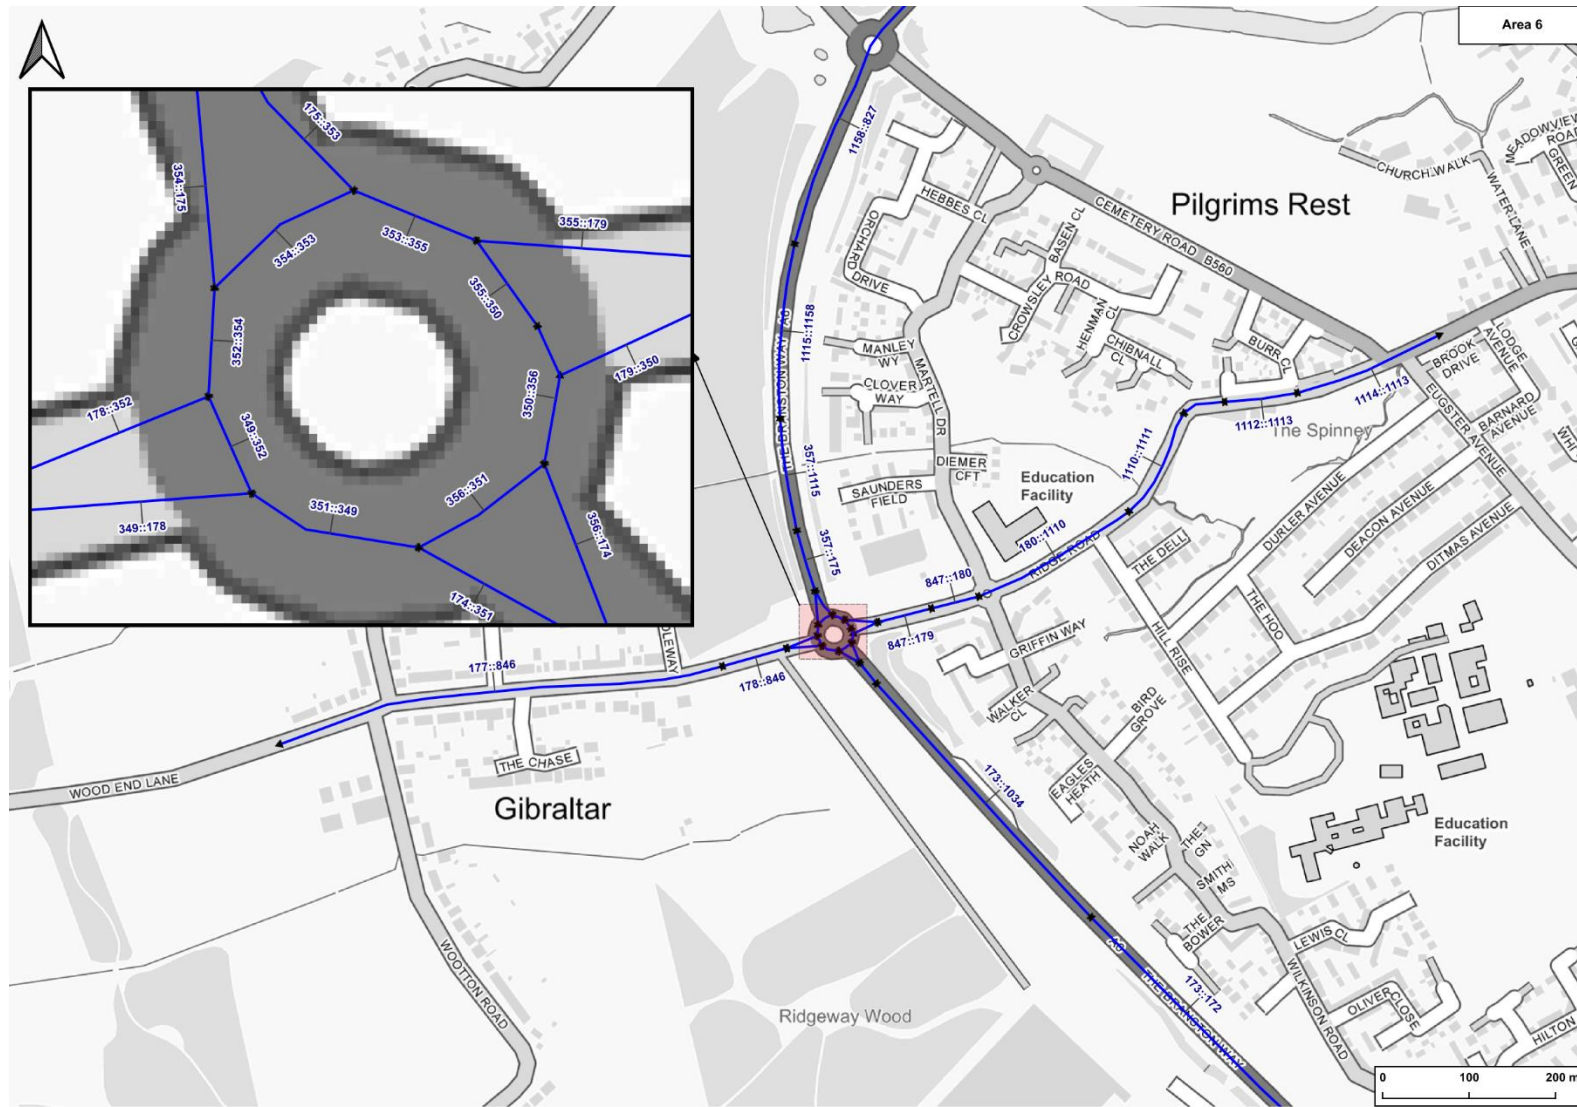 Area 6
1158::827
175::353
354::175
354::353
353::355
355::179
355::350
352::354
179::350
350::356
178::352
349::352
356::351
351::349
349::178
356::174
174::351
Pilgrims Rest
CHURCH WALK
MEADOWVIEW
ROAD
GREEN
WATER LANE
HEBBES CL
ORCHARD
DRIVE
BASEN CL
CEMETERY ROAD B560
CROWSLEY
ROAD
HENMAN
CL
CHIBNALL
CL
MANLEY
WY
CLOVER
WAY
MARTELL DR
BURR CL
BROOK
DRIVE
LODGE
AVENUE
EUGSTER AVENUE
BARNARD
AVENUE
WHI
THE BRANSTON WAY A6
1115::1158
1114::1113
1112::1113
The Spinney
1110::1111
357::1115
DIEMER
CFT
SAUNDERS
FIELD
Education
Facility
DURLER AVENUE
DEACON AVENUE
DITMAS AVENUE
180::1110
RIDGE ROAD
THE DELL
357::175
847::180
847::179
THE HOO
HILL RISE
GRIFFIN WAY
DLEWAY
177::846
178::846
WALKER
CL
BIRD
GROVE
THE CHASE
WOOD END LANE
Gibraltar
EAGLES
HEATH
173::1034
NOAH
WALK
THE
GN
SMITH
MS
Education
Facility
THE
BOWER
LEWIS CL
WOOTTON ROAD
A6
THE BRANSTON WAY
173::172
WILKINSON ROAD
OLIVER
CLOSE
HILTON
Ridgeway Wood
0 100 200 m